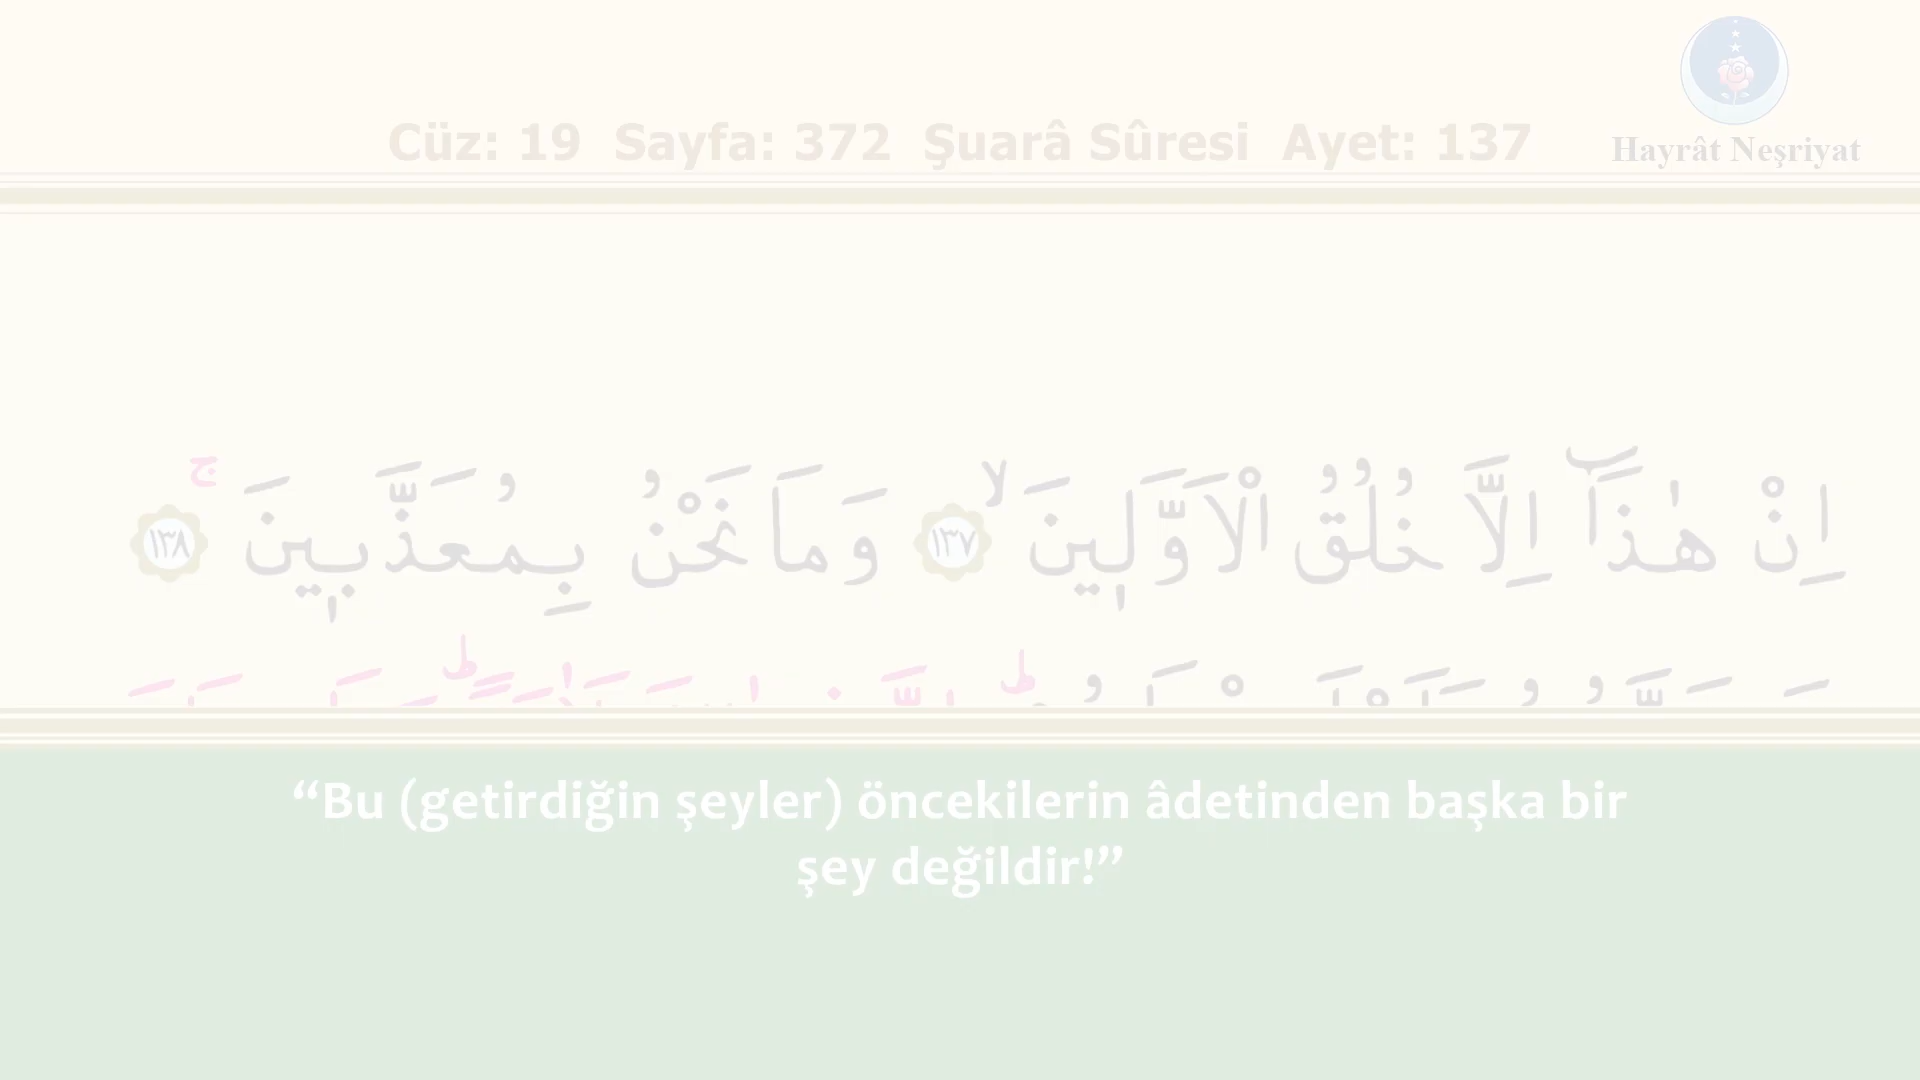 Cüz: 19 Sayfa: 372 Şuarâ Sûresi Ayet: 137
Hayrât Neşriyat
اِنْ هٰذَٓا اِلَّا خُلُقُ الْاَوَّل۪ينَۙ ﴿١٣٧﴾ وَمَا نَحْنُ بِمُعَذَّب۪ينَۚ ﴿١٣٨﴾
“Bu (getirdiğin şeyler) öncekilerin âdetinden başka bir
şey değildir!”